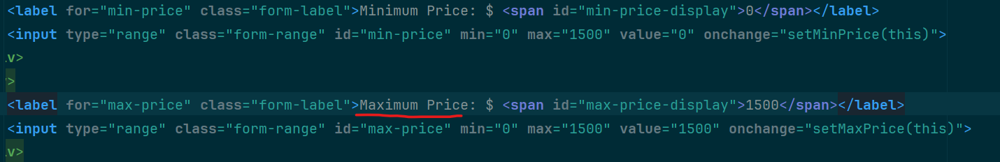 <label for="min-price" class="form-label">Minimum Price: $ <span id="min-price-display">0</span></label>
<input type="range" class="form-range" id="min-price" min="0" max="1500" value="0" onchange="setMinPrice(this)">
iv>
>
<label for="max-price" class="form-label">Maximum Price: $ <span id="max-price-display">1500</span></label>
<input type="range" class="form-range" id="max-price" min="0" max="1500" value="1500" onchange="setMaxPrice(this)">
iv>